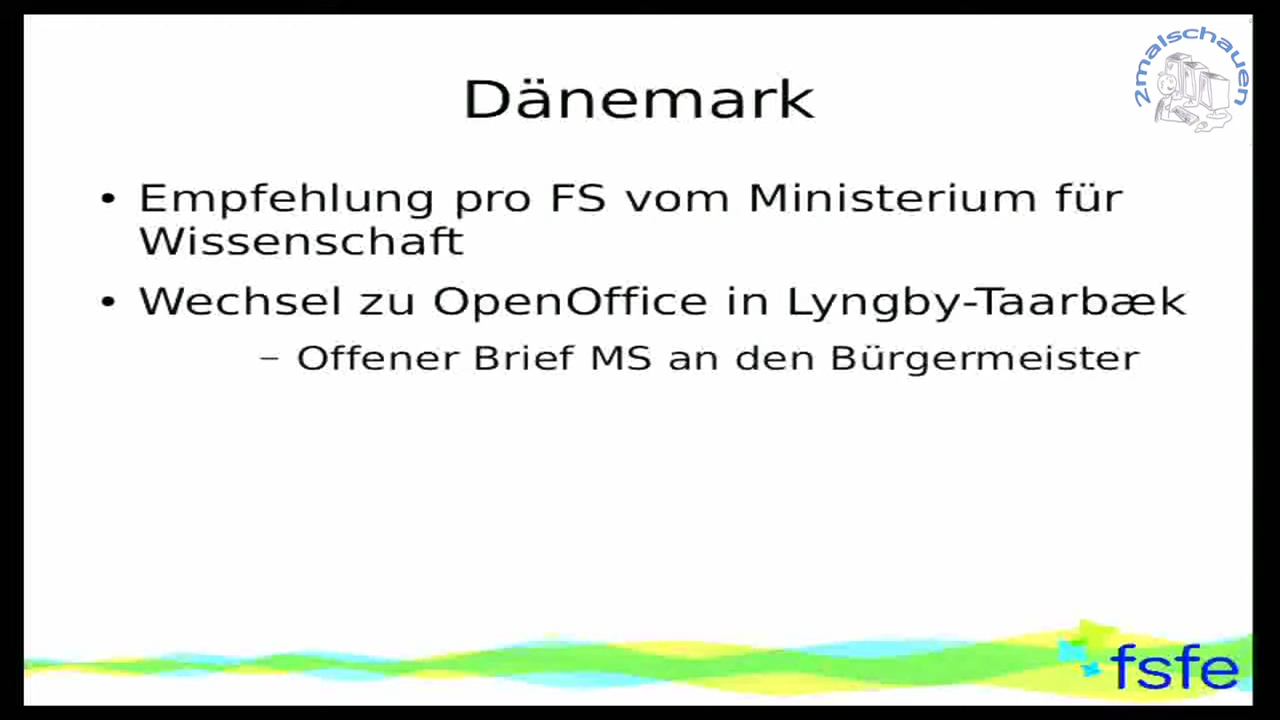 2malschauen
Dänemark
• Empfehlung pro FS vom Ministerium für
Wissenschaft
• Wechsel zu OpenOffice in Lyngby-Taarbæk
– Offener Brief MS an den Bürgermeister
fsfe